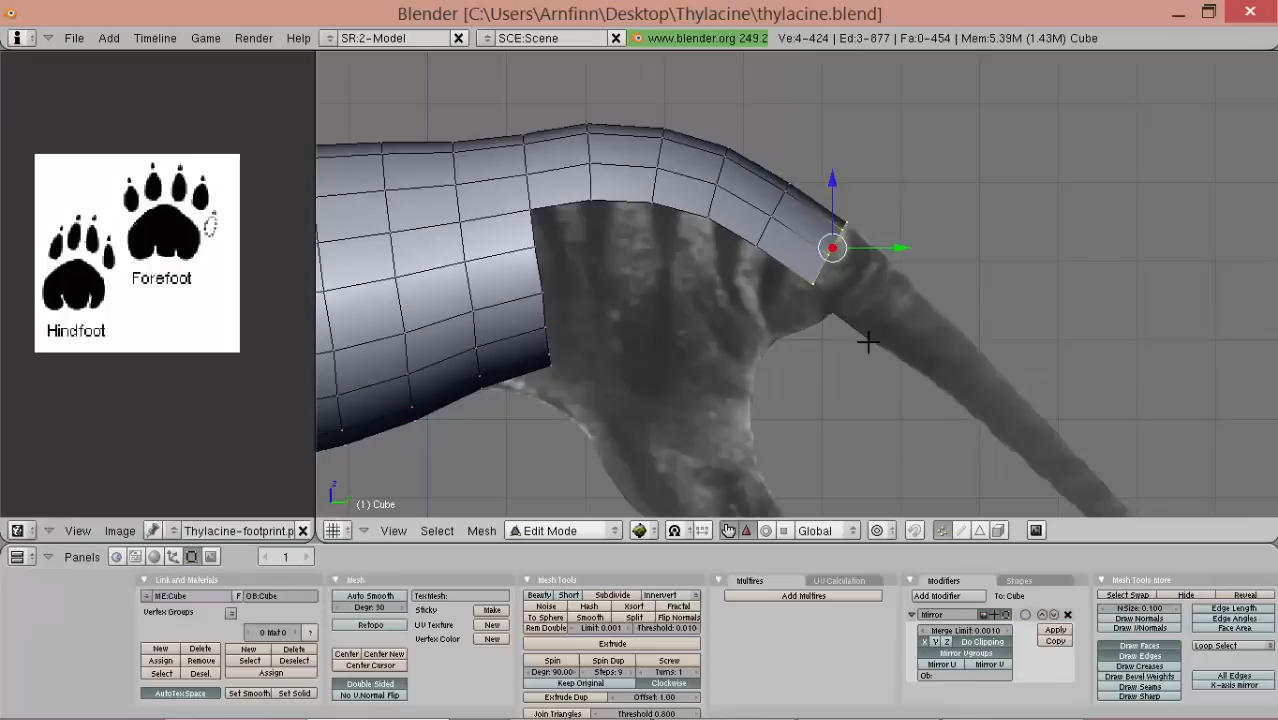 Blender [C:\Users\Arnfinn\Desktop\Thylacine\thylacine.blend]
File Add Timeline Game Render Help SR:2-Model SCE:Scene www.blender.org 249.2 Ve:4-424 | Ed:3-877 | Fa:0-454 | Mem:5.39M (1.43M) Cube
Forefoot
Hindfoot
z
(1) Cube
View Image Thylacine-footprint.p View Select Mesh Edit Mode Global
Panels 1
Link and Materials Mesh Mesh Tools Multires UV Calculation Modifiers Shapes Mesh Tools More
ME:Cube F OB:Cube Auto Smooth TexMesh: Beauty Short Subdivide Innervert Add Multires Add Modifier To: Cube Select Swap Hide Reveal
Vertex Groups Degr: 30 Sticky Make Noise Hash Xsort Fractal Mirror NSize: 0.100 Edge Length
Retopo UV Texture New To Sphere Smooth Split Flip Normals Draw Normals Edge Angles
0 Mat 0 ? Vertex Color New Rem Double Limit: 0.001 Threshold: 0.010 Merge Limit: 0.0010 Apply Draw VNormals Face Area
New Delete New Delete Center Center New Extrude X Y Z Do Clipping Copy Draw Faces Loop Select
Assign Remove Select Deselect Center Cursor Spin Spin Dup Screw Mirror Vgroups Draw Edges
Select Desel. Assign Degr: 90.00 Steps: 9 Turns: 1 Mirror U Mirror V Draw Creases All Edges
AutoTexSpace Set Smooth Set Solid Double Sided Keep Original Clockwise Ob: Draw Bevel Weights X-axis mirror
No V.Normal Flip Extrude Dup Offset: 1.00 Draw Seams
Join Triangles Threshold 0.800 Draw Sharp